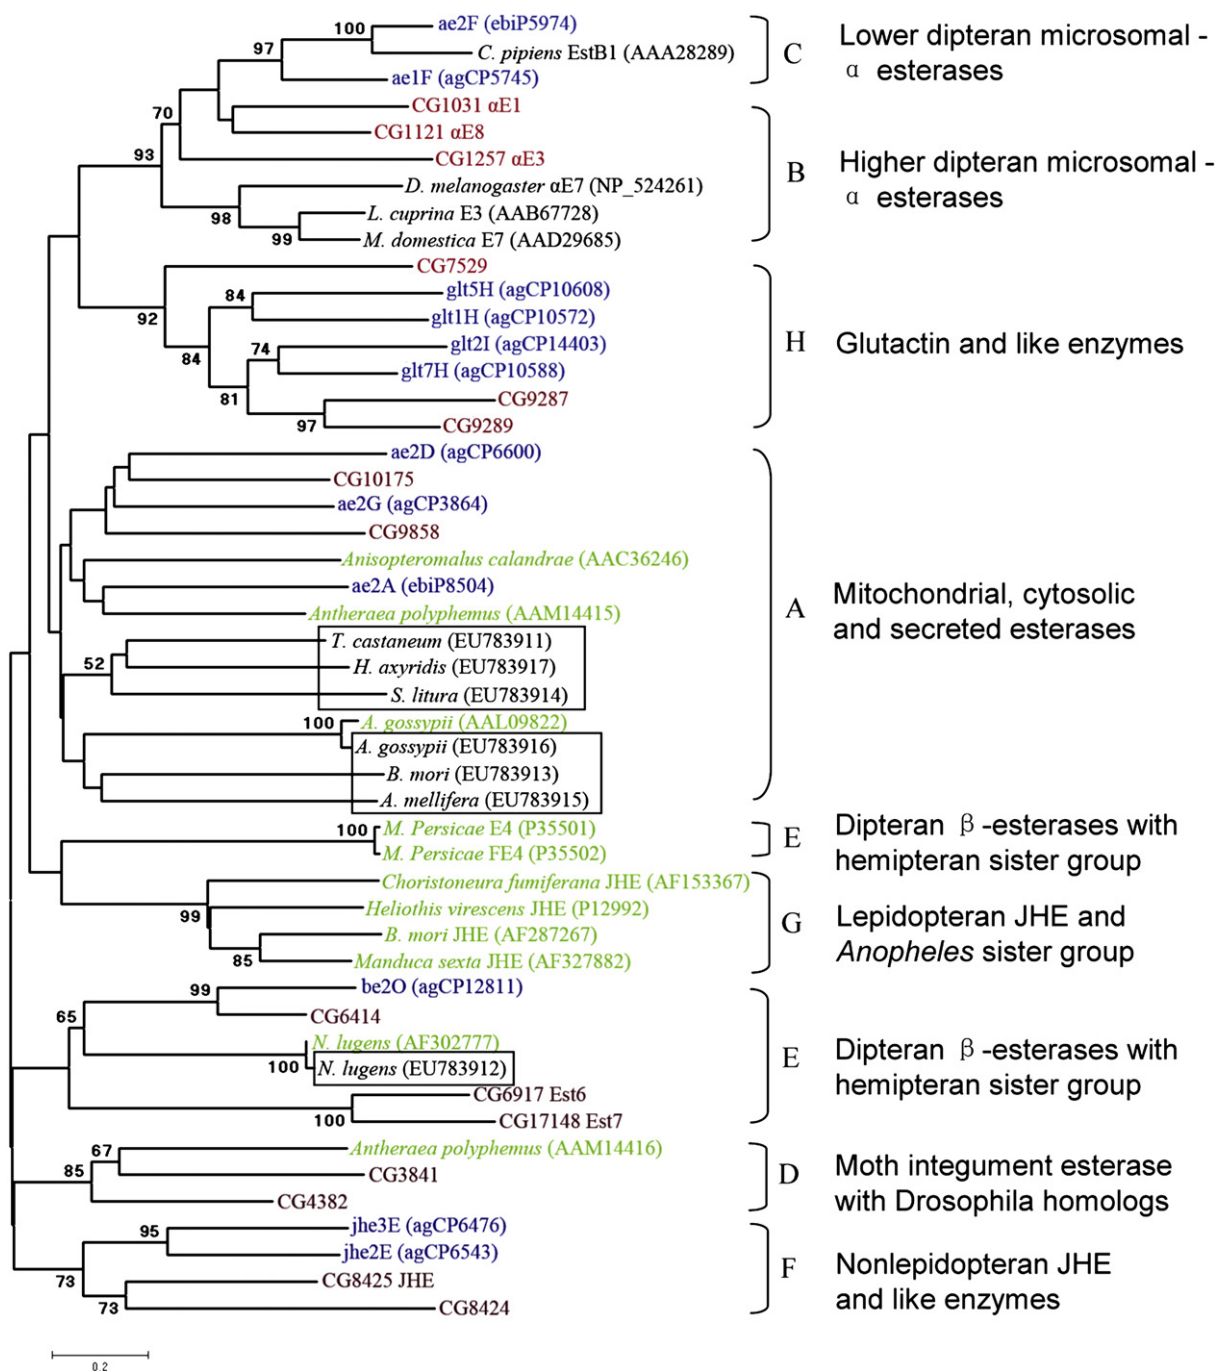 ae2F (ebiP5974)
100
C. pipiens EstB1 (AAA28289)
97
ae1F (agCP5745)
C
Lower dipteran microsomal -
α esterases
CG1031 αE1
70
CG1121 αE8
93
CG1257 αE3
D. melanogaster αE7 (NP_524261)
98
L. cuprina E3 (AAB67728)
99
M. domestica E7 (AAD29685)
B
Higher dipteran microsomal -
α esterases
CG7529
92
glt5H (agCP10608)
84
glt1H (agCP10572)
84
glt2I (agCP14403)
74
glt7H (agCP10588)
81
CG9287
97
CG9289
H
Glutactin and like enzymes
ae2D (agCP6600)
CG10175
ae2G (agCP3864)
CG9858
Anisopteromalus calandrae (AAC36246)
ae2A (ebiP8504)
Antheraea polyphemus (AAM14415)
T. castaneum (EU783911)
52
H. axyridis (EU783917)
S. litura (EU783914)
100
A. gossypii (AAL09822)
A. gossypii (EU783916)
B. mori (EU783913)
A. mellifera (EU783915)
A
Mitochondrial, cytosolic
and secreted esterases
100
M. Persicae E4 (P35501)
M. Persicae FE4 (P35502)
E
Dipteran β -esterases with
hemipteran sister group
Choristoneura fumiferana JHE (AF153367)
99
Heliothis virescens JHE (P12992)
B. mori JHE (AF287267)
85
Manduca sexta JHE (AF327882)
G
Lepidopteran JHE and
Anopheles sister group
99
be2O (agCP12811)
65
CG6414
N. lugens (AF302777)
100
N. lugens (EU783912)
CG6917 Est6
100
CG17148 Est7
E
Dipteran β -esterases with
hemipteran sister group
67
Antheraea polyphemus (AAM14416)
85
CG3841
CG4382
D
Moth integument esterase
with Drosophila homologs
95
jhe3E (agCP6476)
jhe2E (agCP6543)
73
CG8425 JHE
73
CG8424
F
Nonlepidopteran JHE
and like enzymes
0.2